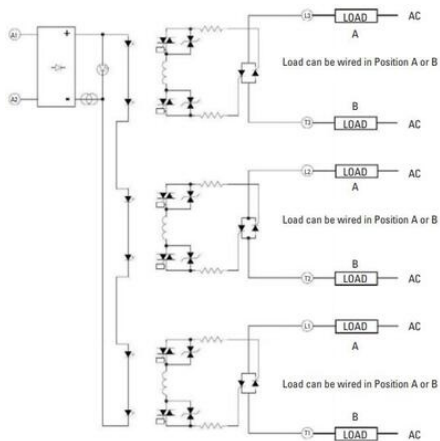 L3 LOAD AC
A
A1 +
Load can be wired in Position A or B
A2 -
B
T3 LOAD AC
L2 LOAD AC
A
Load can be wired in Position A or B
B
T2 LOAD AC
L1 LOAD AC
A
Load can be wired in Position A or B
B
T1 LOAD AC